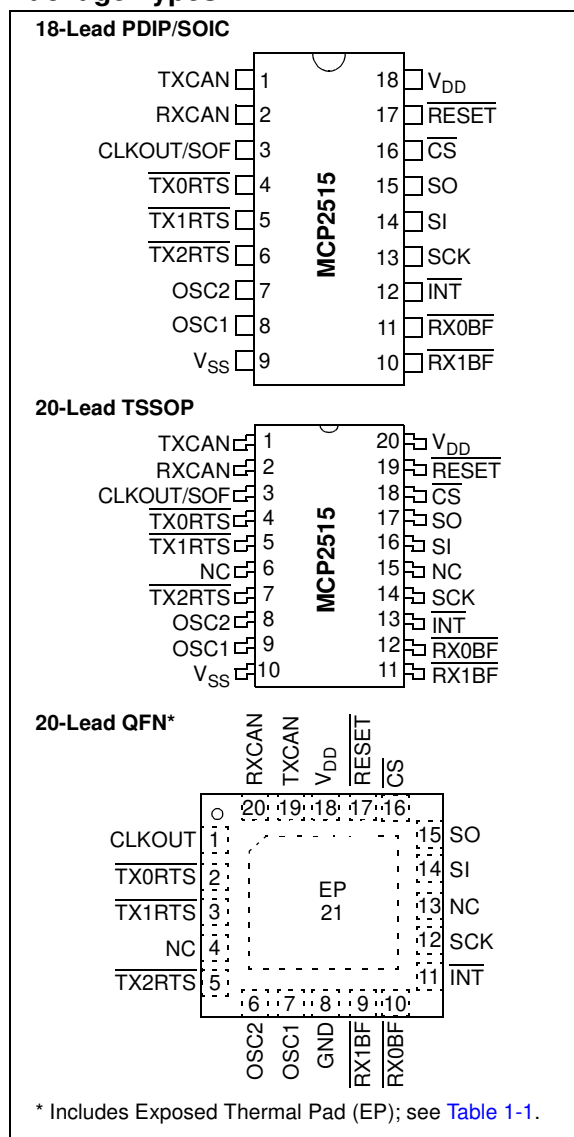 18-Lead PDIP/SOIC
TXCAN 1 18 VDD
RXCAN 2 17 RESET
CLKOUT/SOF 3 16 CS
TX0RTS 4 15 SO
TX1RTS 5 14 SI
TX2RTS 6 13 SCK
OSC2 7 12 INT
OSC1 8 11 RX0BF
VSS 9 10 RX1BF
MCP2515
20-Lead TSSOP
TXCAN 1 20 VDD
RXCAN 2 19 RESET
CLKOUT/SOF 3 18 CS
TX0RTS 4 17 SO
TX1RTS 5 16 SI
NC 6 15 NC
TX2RTS 7 14 SCK
OSC2 8 13 INT
OSC1 9 12 RX0BF
VSS 10 11 RX1BF
MCP2515
20-Lead QFN*
RXCAN TXCAN VDD RESET CS
20 19 18 17 16
CLKOUT 1 15 SO
TX0RTS 2 14 SI
TX1RTS 3 13 NC
NC 4 12 SCK
TX2RTS 5 11 INT
EP
21
6 7 8 9 10
OSC2 OSC1 GND RX1BF RX0BF
* Includes Exposed Thermal Pad (EP); see Table 1-1.